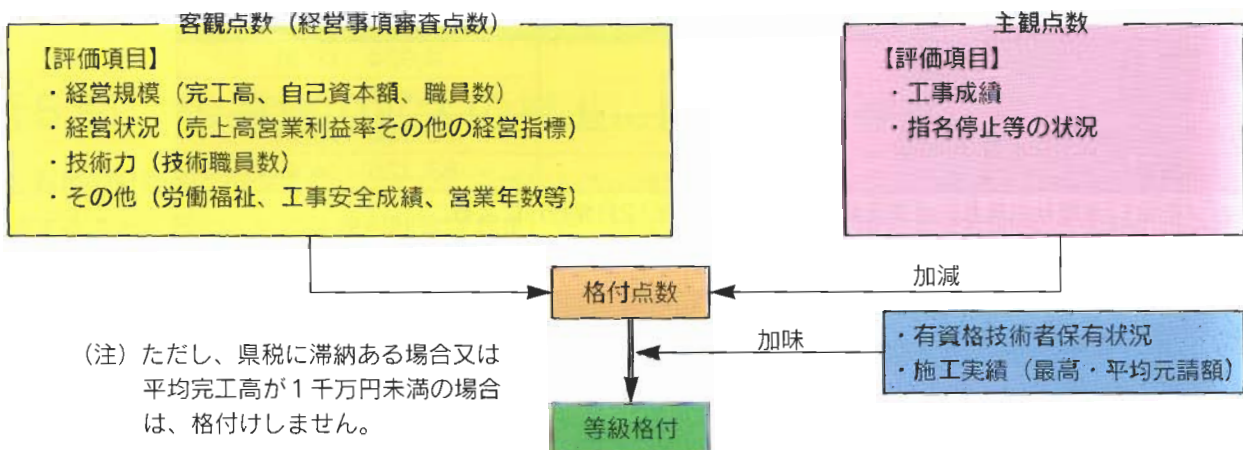 客観点数（経営事項審査点数）
【評価項目】
・経営規模（完工高、自己資本額、職員数）
・経営状況（売上高営業利益率その他の経営指標）
・技術力（技術職員数）
・その他（労働福祉、工事安全成績、営業年数等）
主観点数
【評価項目】
・工事成績
・指名停止等の状況
格付点数
加減
加味
・有資格技術者保有状況
・施工実績（最高・平均元請額）
（注）ただし、県税に滞納ある場合又は
平均完工高が１千万円未満の場合
は、格付けしません。
等級格付